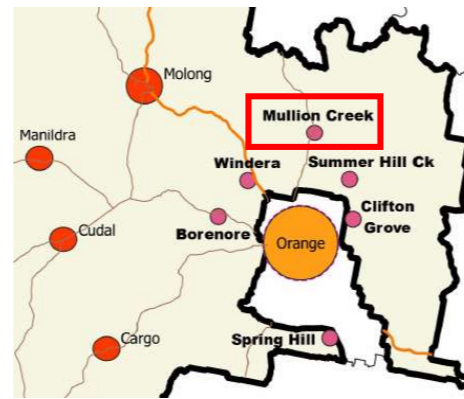 Molong
Mullion Creek
Manildra
Windera
Summer Hill Ck
Clifton
Grove
Borenore
Cudal
Orange
Cargo
Spring Hill